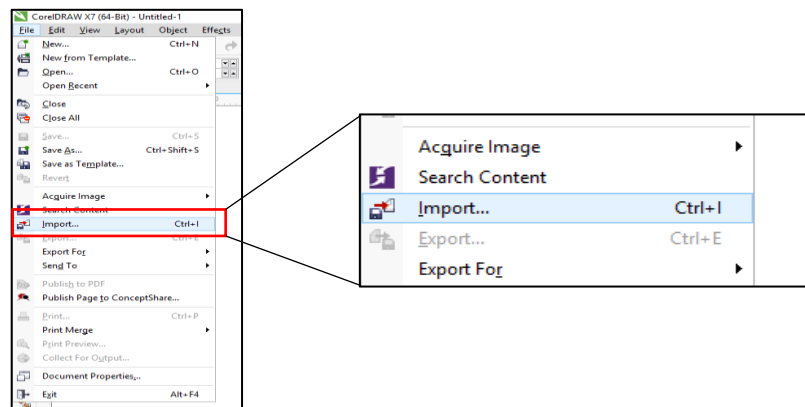 CorelDRAW X7 (64-Bit) - Untitled-1
File Edit View Layout Object Effects
New... Ctrl+N
New from Template...
Open... Ctrl+O
Open Recent
Close
Close All
Save... Ctrl+S
Save As... Ctrl+Shift+S
Save as Template...
Revert
Acquire Image
Search Content
Import... Ctrl+I
Export... Ctrl+E
Export For
Send To
Publish to PDF
Publish Page to ConceptShare...
Print... Ctrl+P
Print Merge
Print Preview...
Collect For Output...
Document Properties...
Exit Alt+F4
Acquire Image
Search Content
Import... Ctrl+I
Export... Ctrl+E
Export For